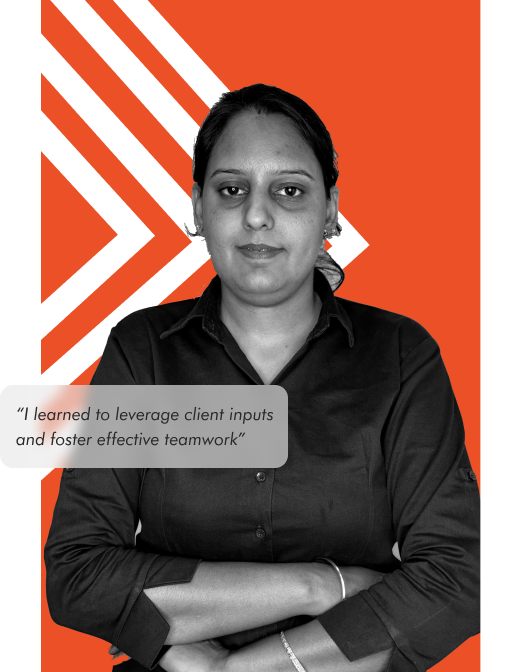 “I learned to leverage client inputs
and foster effective teamwork”